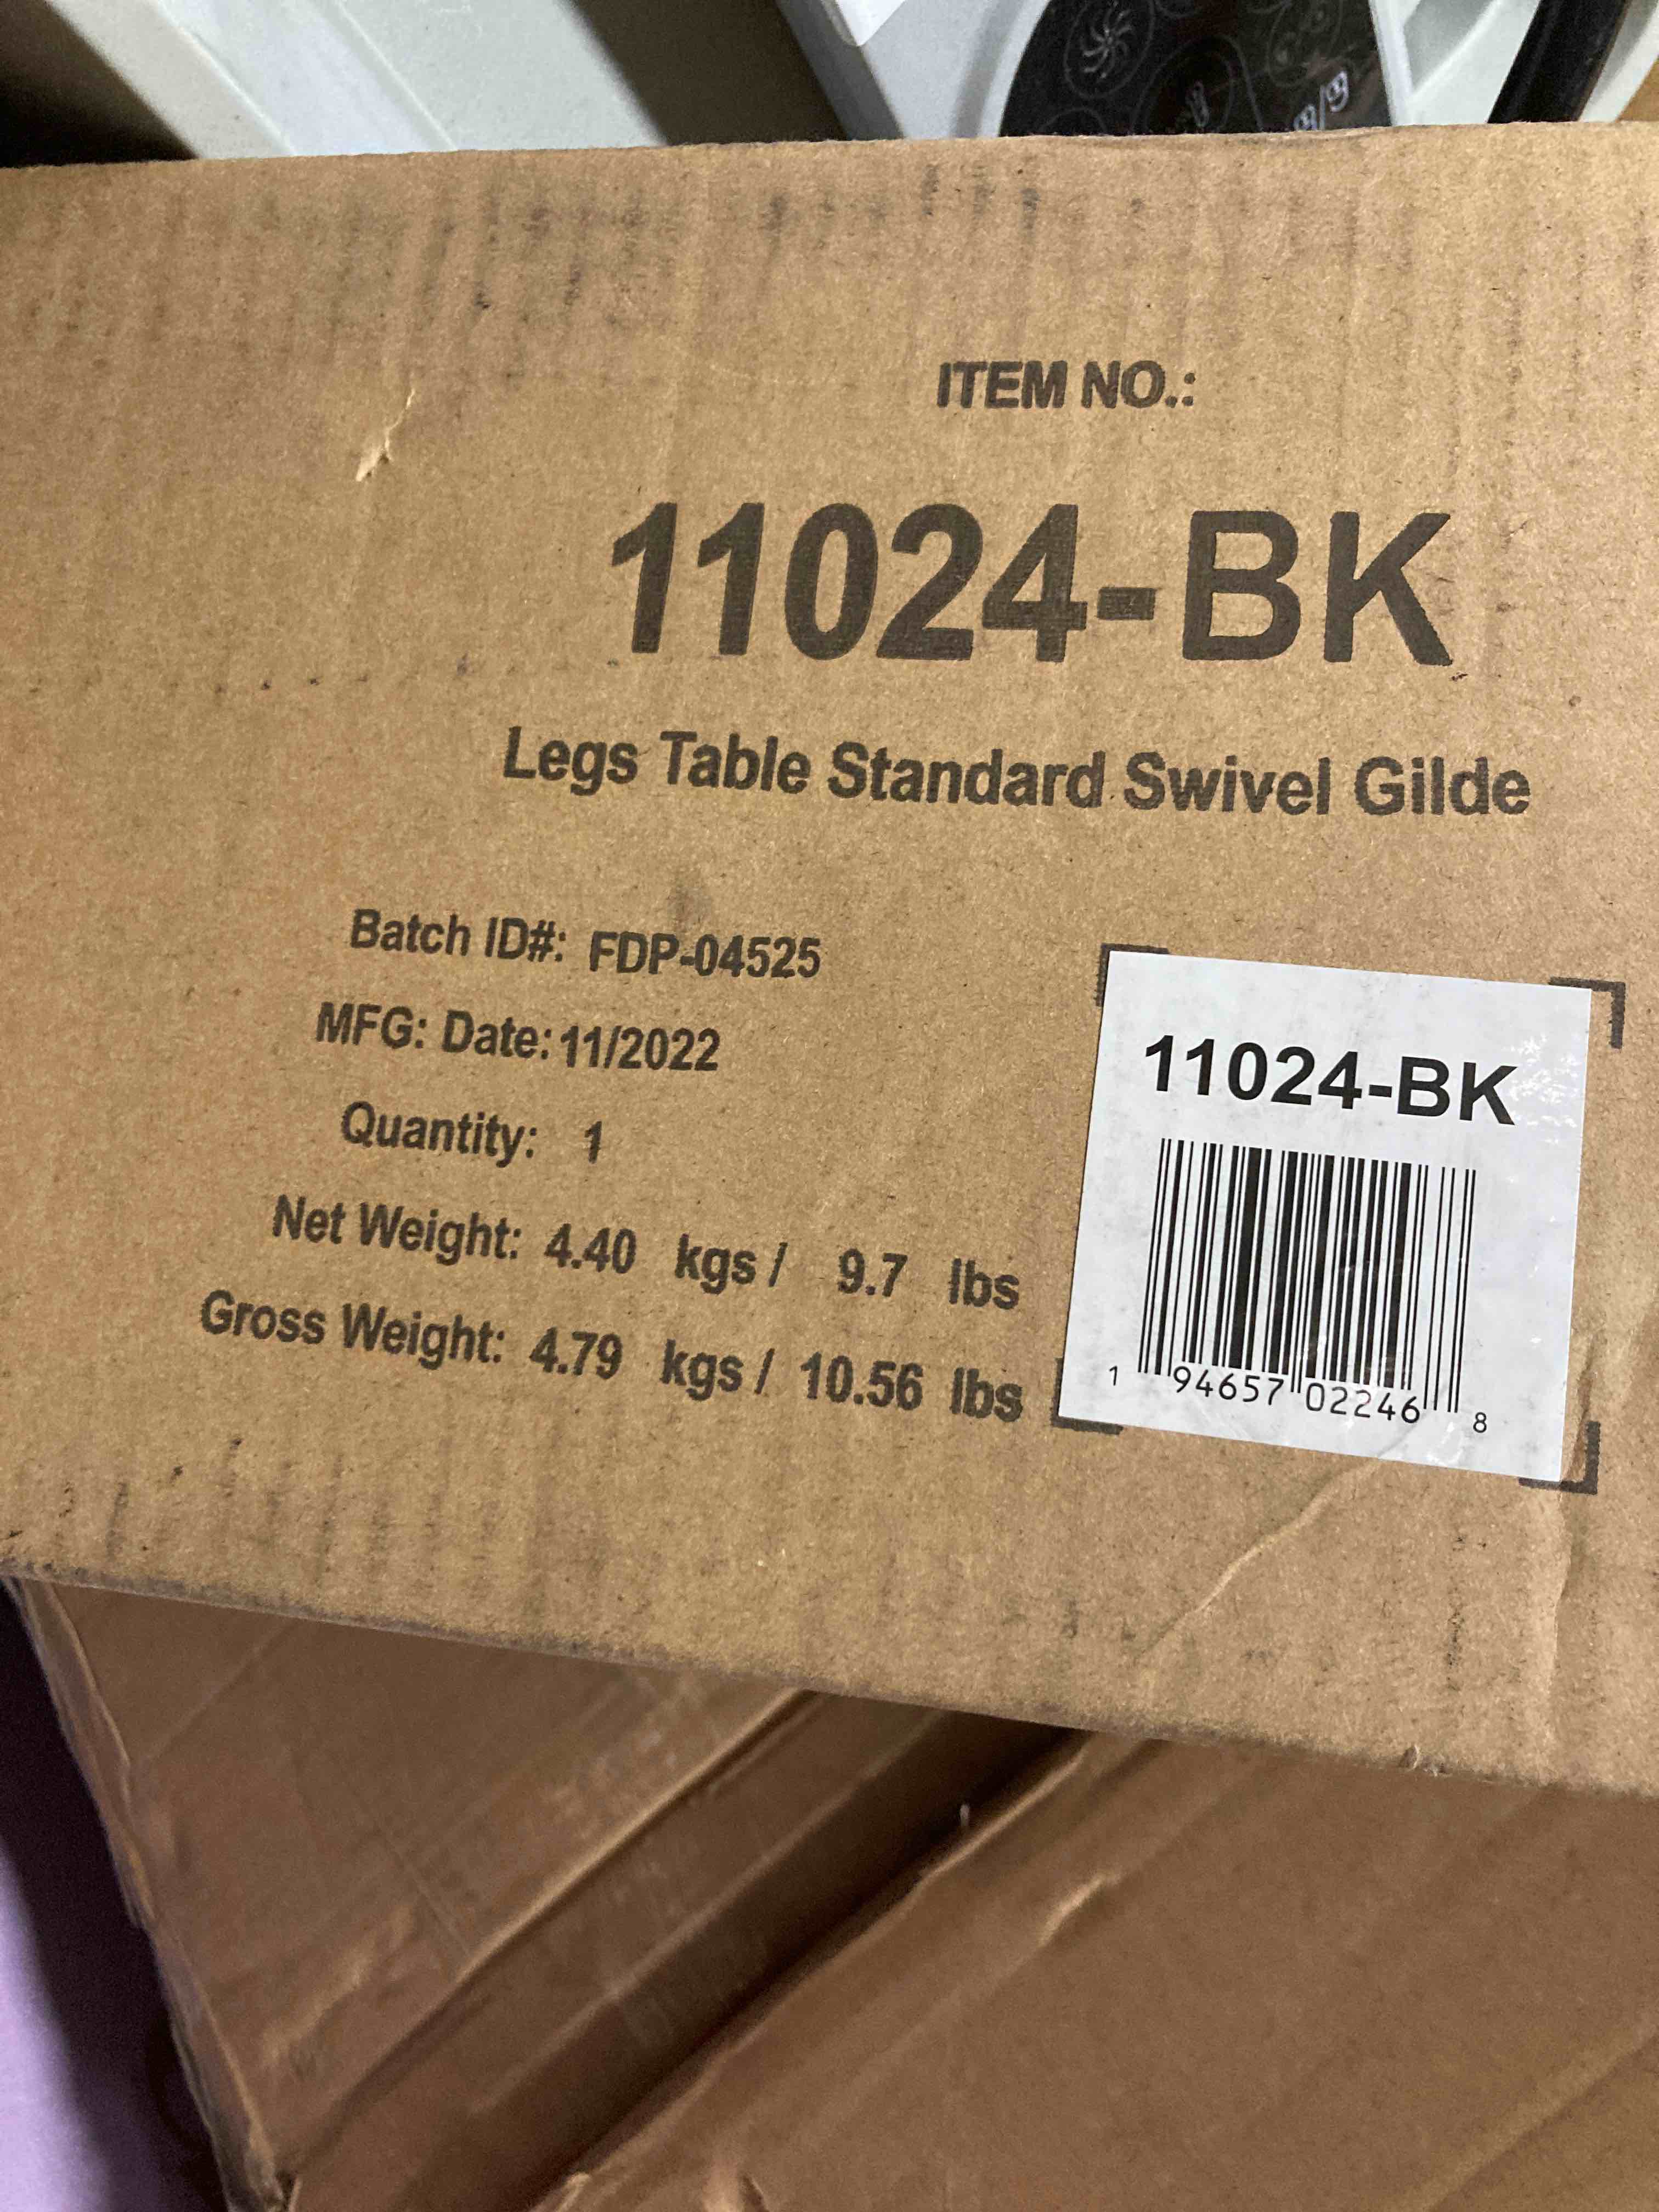 ITEM NO.:
11024-BK
Legs Table Standard Swivel Gilde
Batch ID#: FDP-04525
MFG: Date: 11/2022
Quantity: 1
Net Weight: 4.40 kgs / 9.7 lbs
Gross Weight: 4.79 kgs / 10.56 lbs
11024-BK
1 94657 02246 8